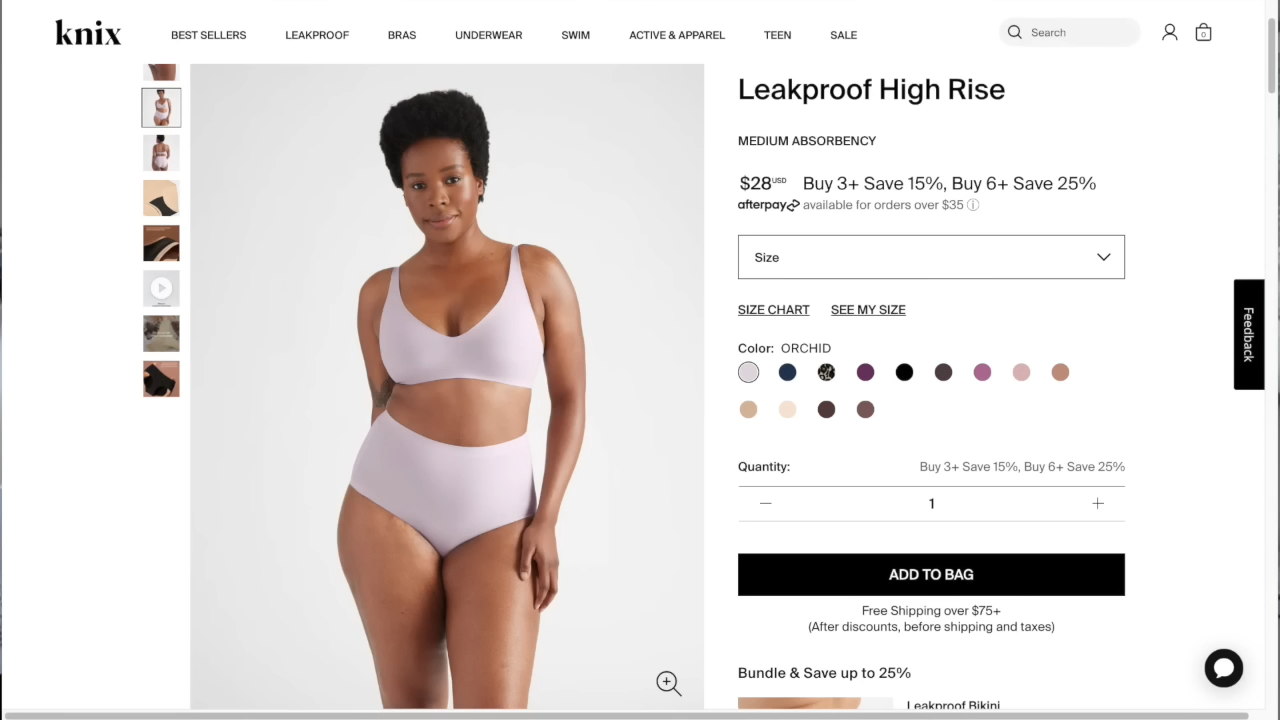 knix
BEST SELLERS LEAKPROOF BRAS UNDERWEAR SWIM ACTIVE & APPAREL TEEN SALE
Search
0
Leakproof High Rise
MEDIUM ABSORBENCY
$28USD Buy 3+ Save 15%, Buy 6+ Save 25%
afterpay available for orders over $35
Size
SIZE CHART SEE MY SIZE
Color: ORCHID
Feedback
Quantity: Buy 3+ Save 15%, Buy 6+ Save 25%
1
ADD TO BAG
Free Shipping over $75+
(After discounts, before shipping and taxes)
Bundle & Save up to 25%
Leakproof Bikini